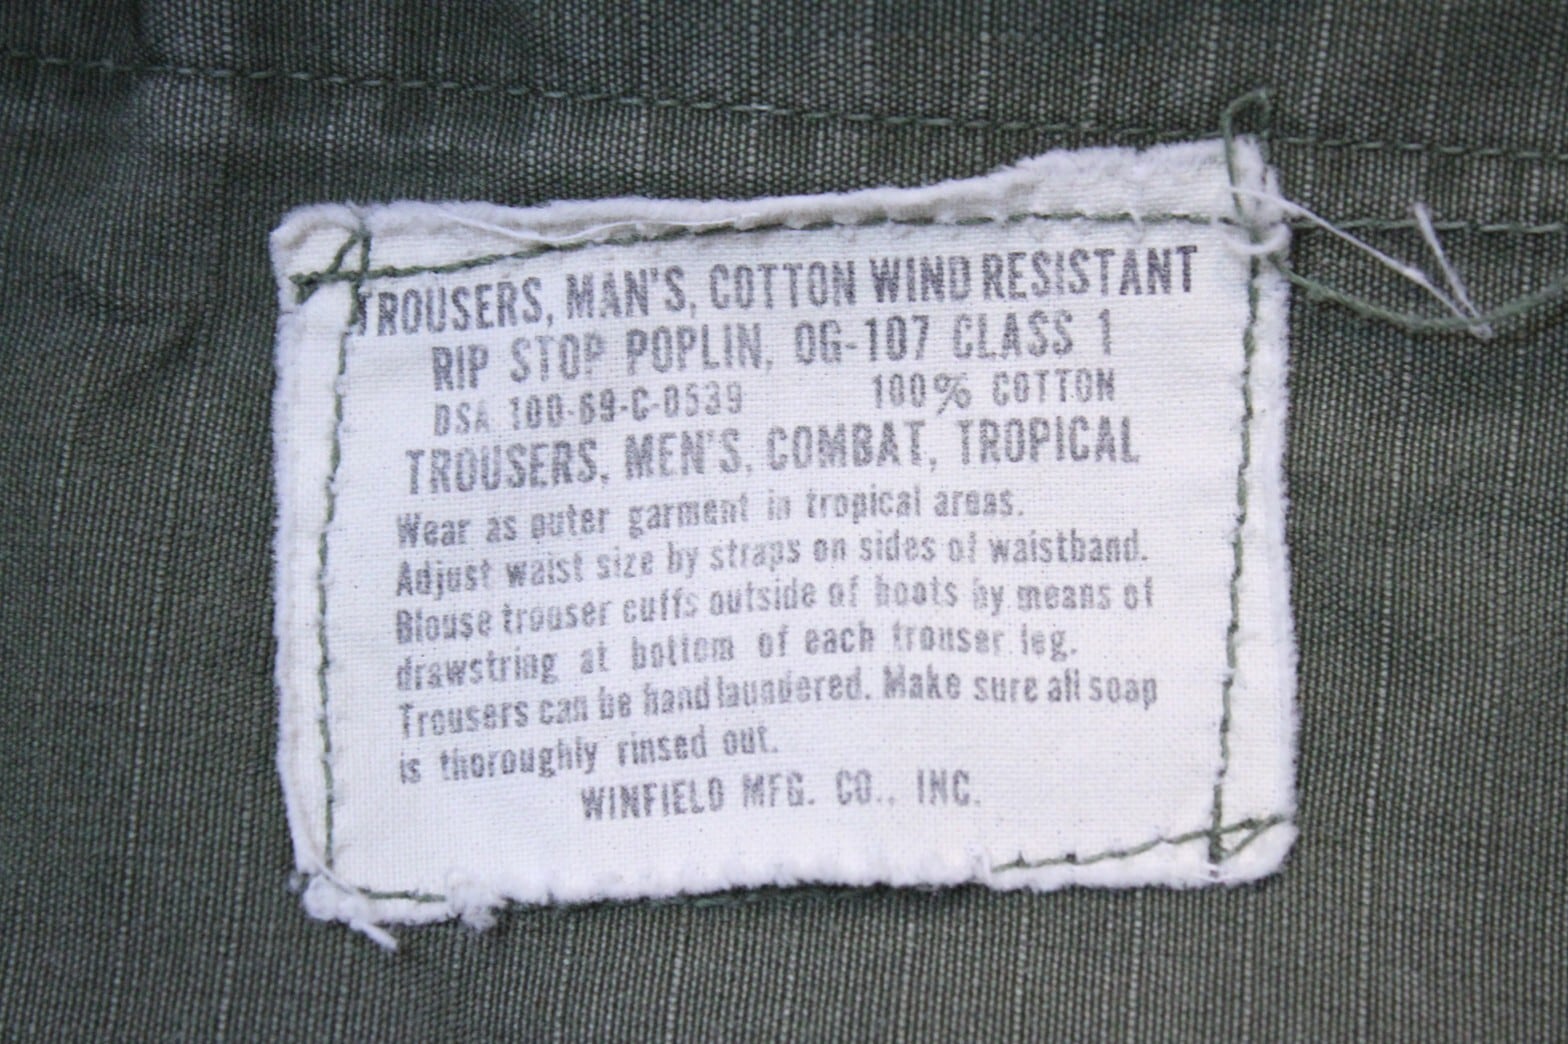 TROUSERS, MAN'S, COTTON WIND RESISTANT
RIP STOP POPLIN, OG-107 CLASS 1
DSA 100-69-C-0539 100% COTTON
TROUSERS, MEN'S, COMBAT, TROPICAL
Wear as outer garment in tropical areas.
Adjust waist size by straps on sides of waistband.
Blouse trouser cuffs outside of boots by means of
drawstring at bottom of each trouser leg.
Trousers can be hand laundered. Make sure all soap
is thoroughly rinsed out.
WINFIELD MFG. CO., INC.